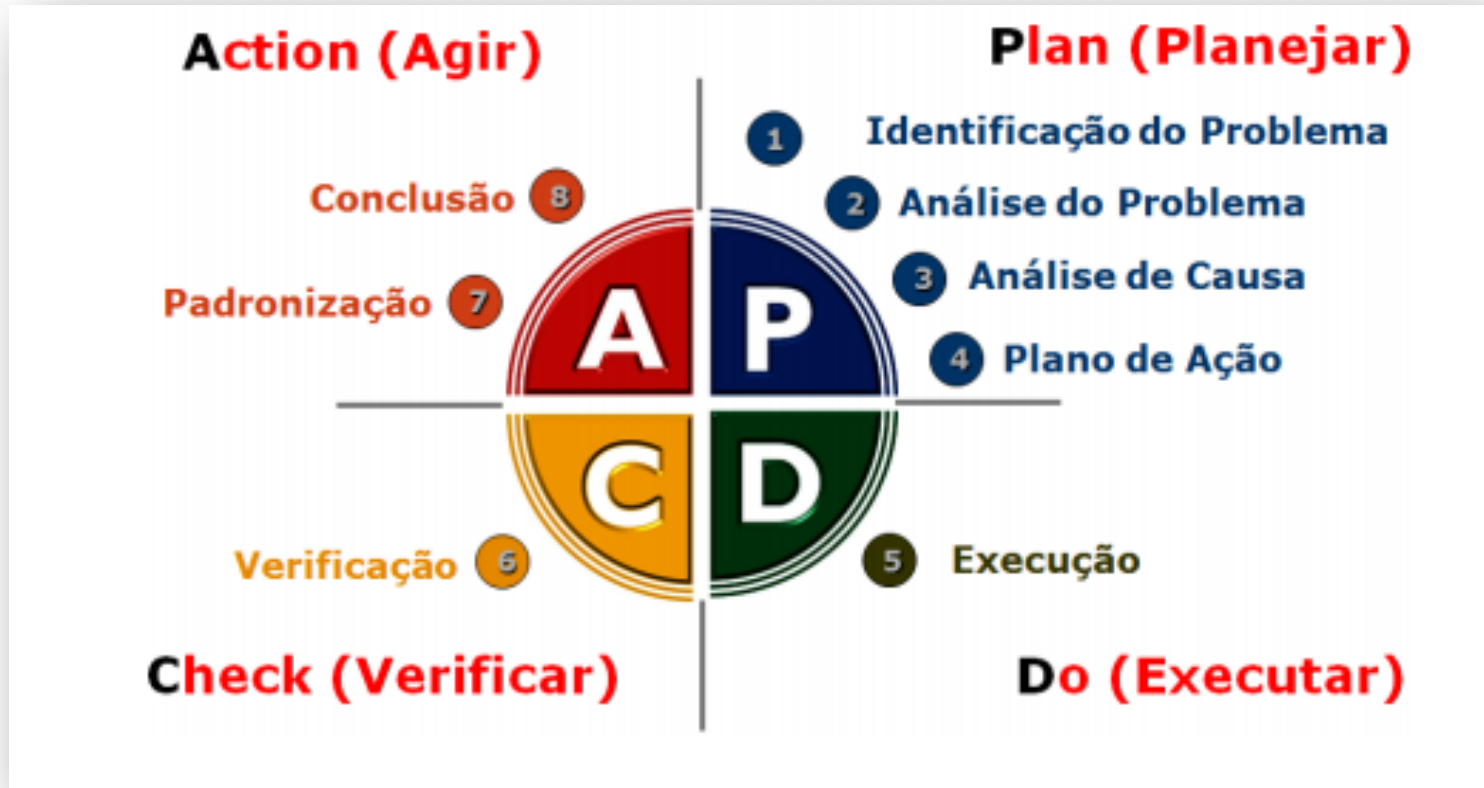 Action (Agir)
Plan (Planejar)
1 Identificação do Problema
2 Análise do Problema
3 Análise de Causa
4 Plano de Ação
Conclusão 8
Padronização 7
A P
C D
Verificação 6
5 Execução
Check (Verificar)
Do (Executar)